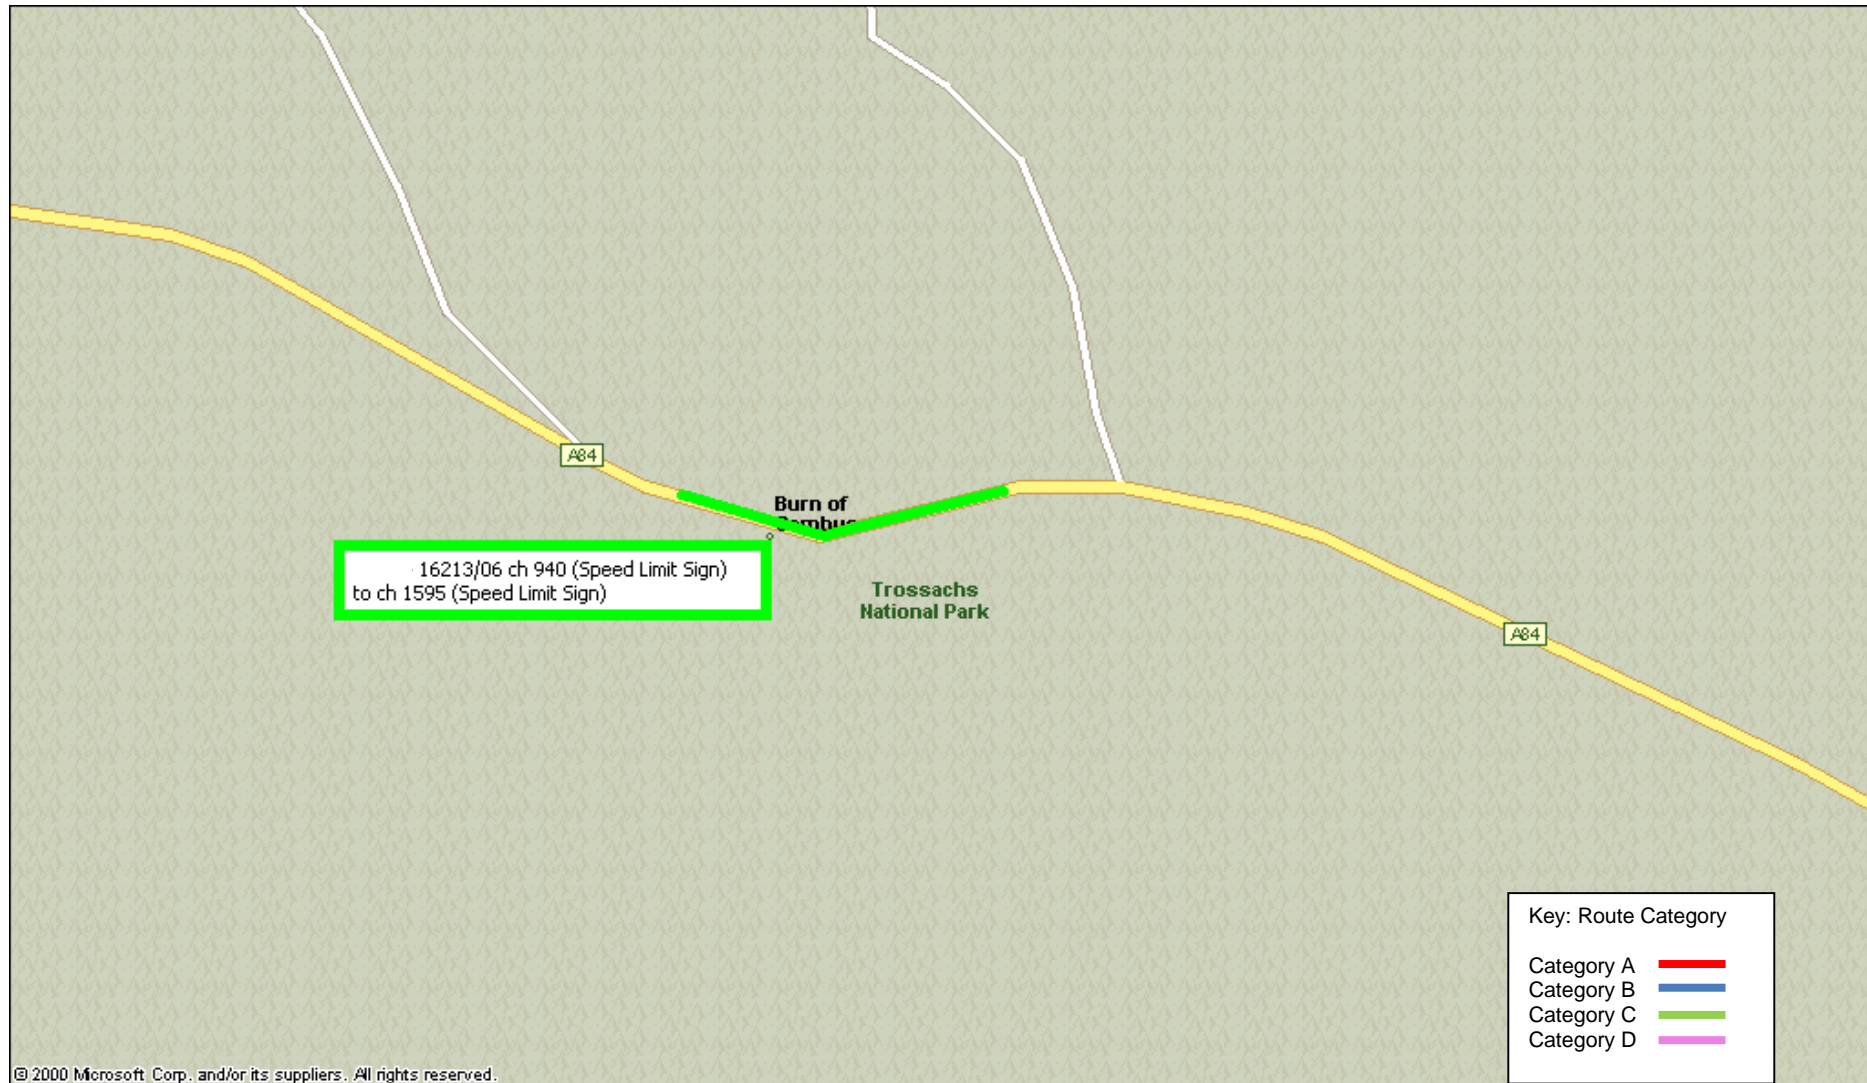 A84
Burn of
Cambus
16213/06 ch 940 (Speed Limit Sign)
to ch 1595 (Speed Limit Sign)
Trossachs
National Park
A84
Key: Route Category
Category A
Category B
Category C
Category D
© 2000 Microsoft Corp. and/or its suppliers. All rights reserved.